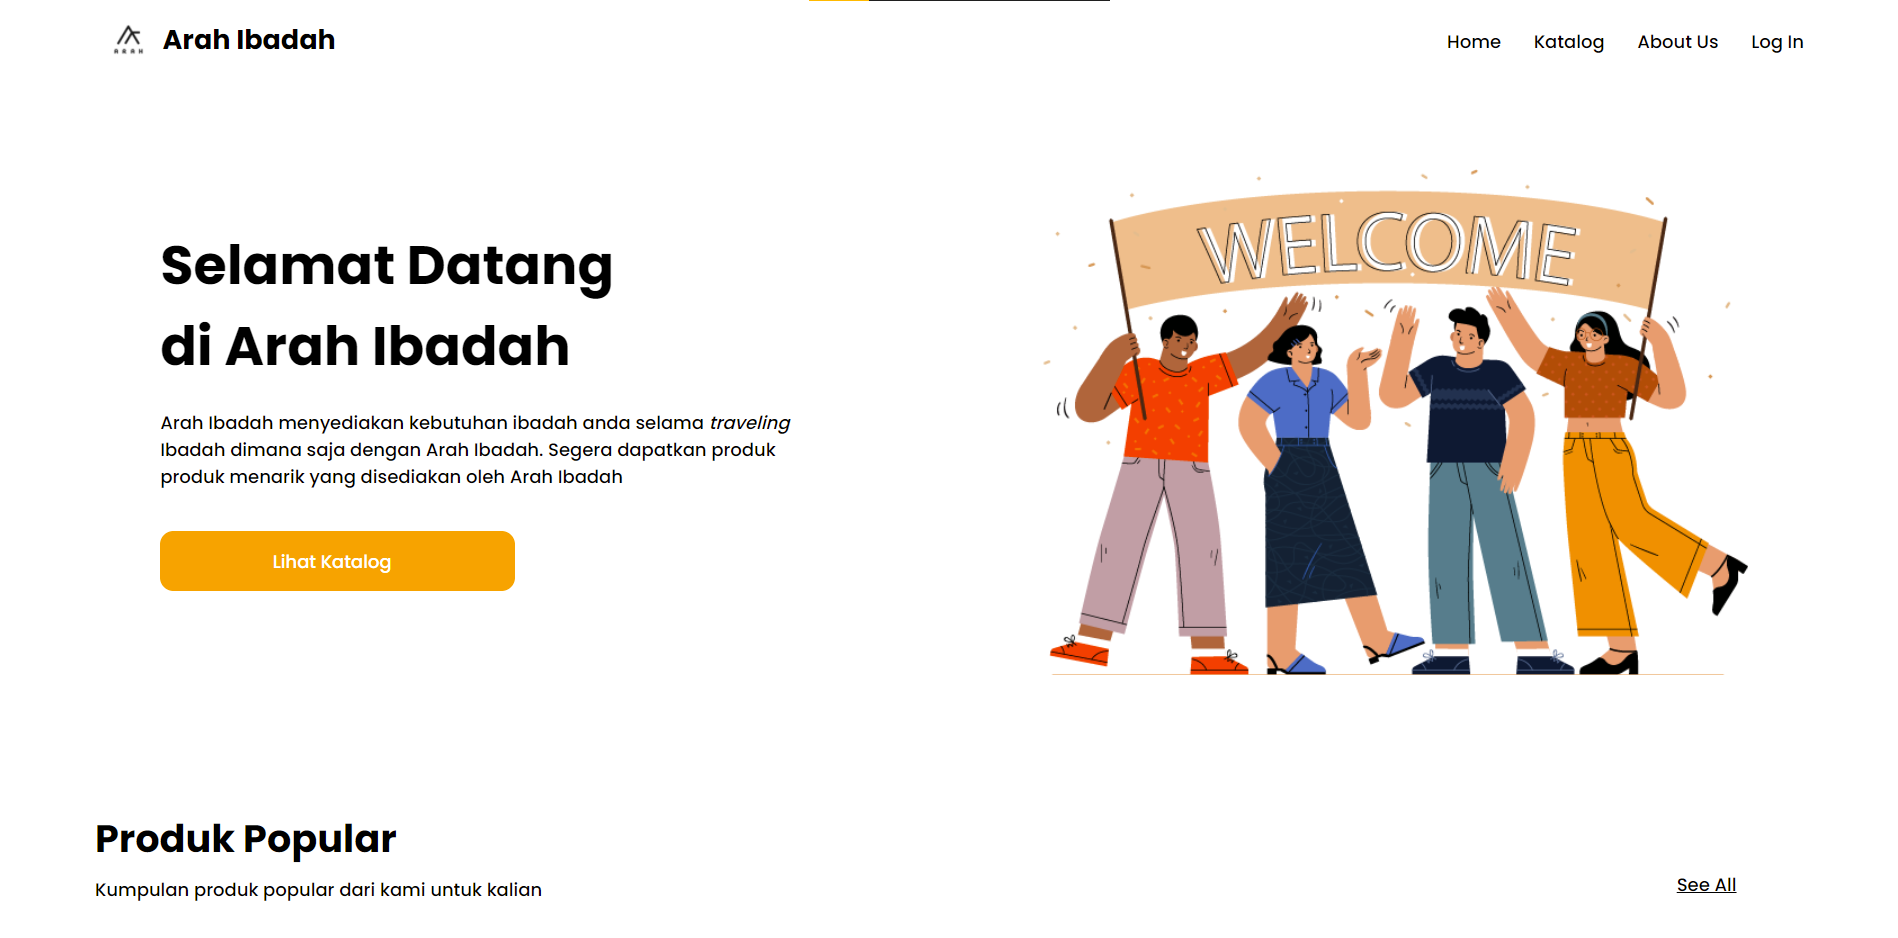 ARAH
Arah Ibadah
Home
Katalog
About Us
Log In
WELCOME
Selamat Datang
di Arah Ibadah
Arah Ibadah menyediakan kebutuhan ibadah anda selama traveling
Ibadah dimana saja dengan Arah Ibadah. Segera dapatkan produk
produk menarik yang disediakan oleh Arah Ibadah
Lihat Katalog
Produk Popular
Kumpulan produk popular dari kami untuk kalian
See All